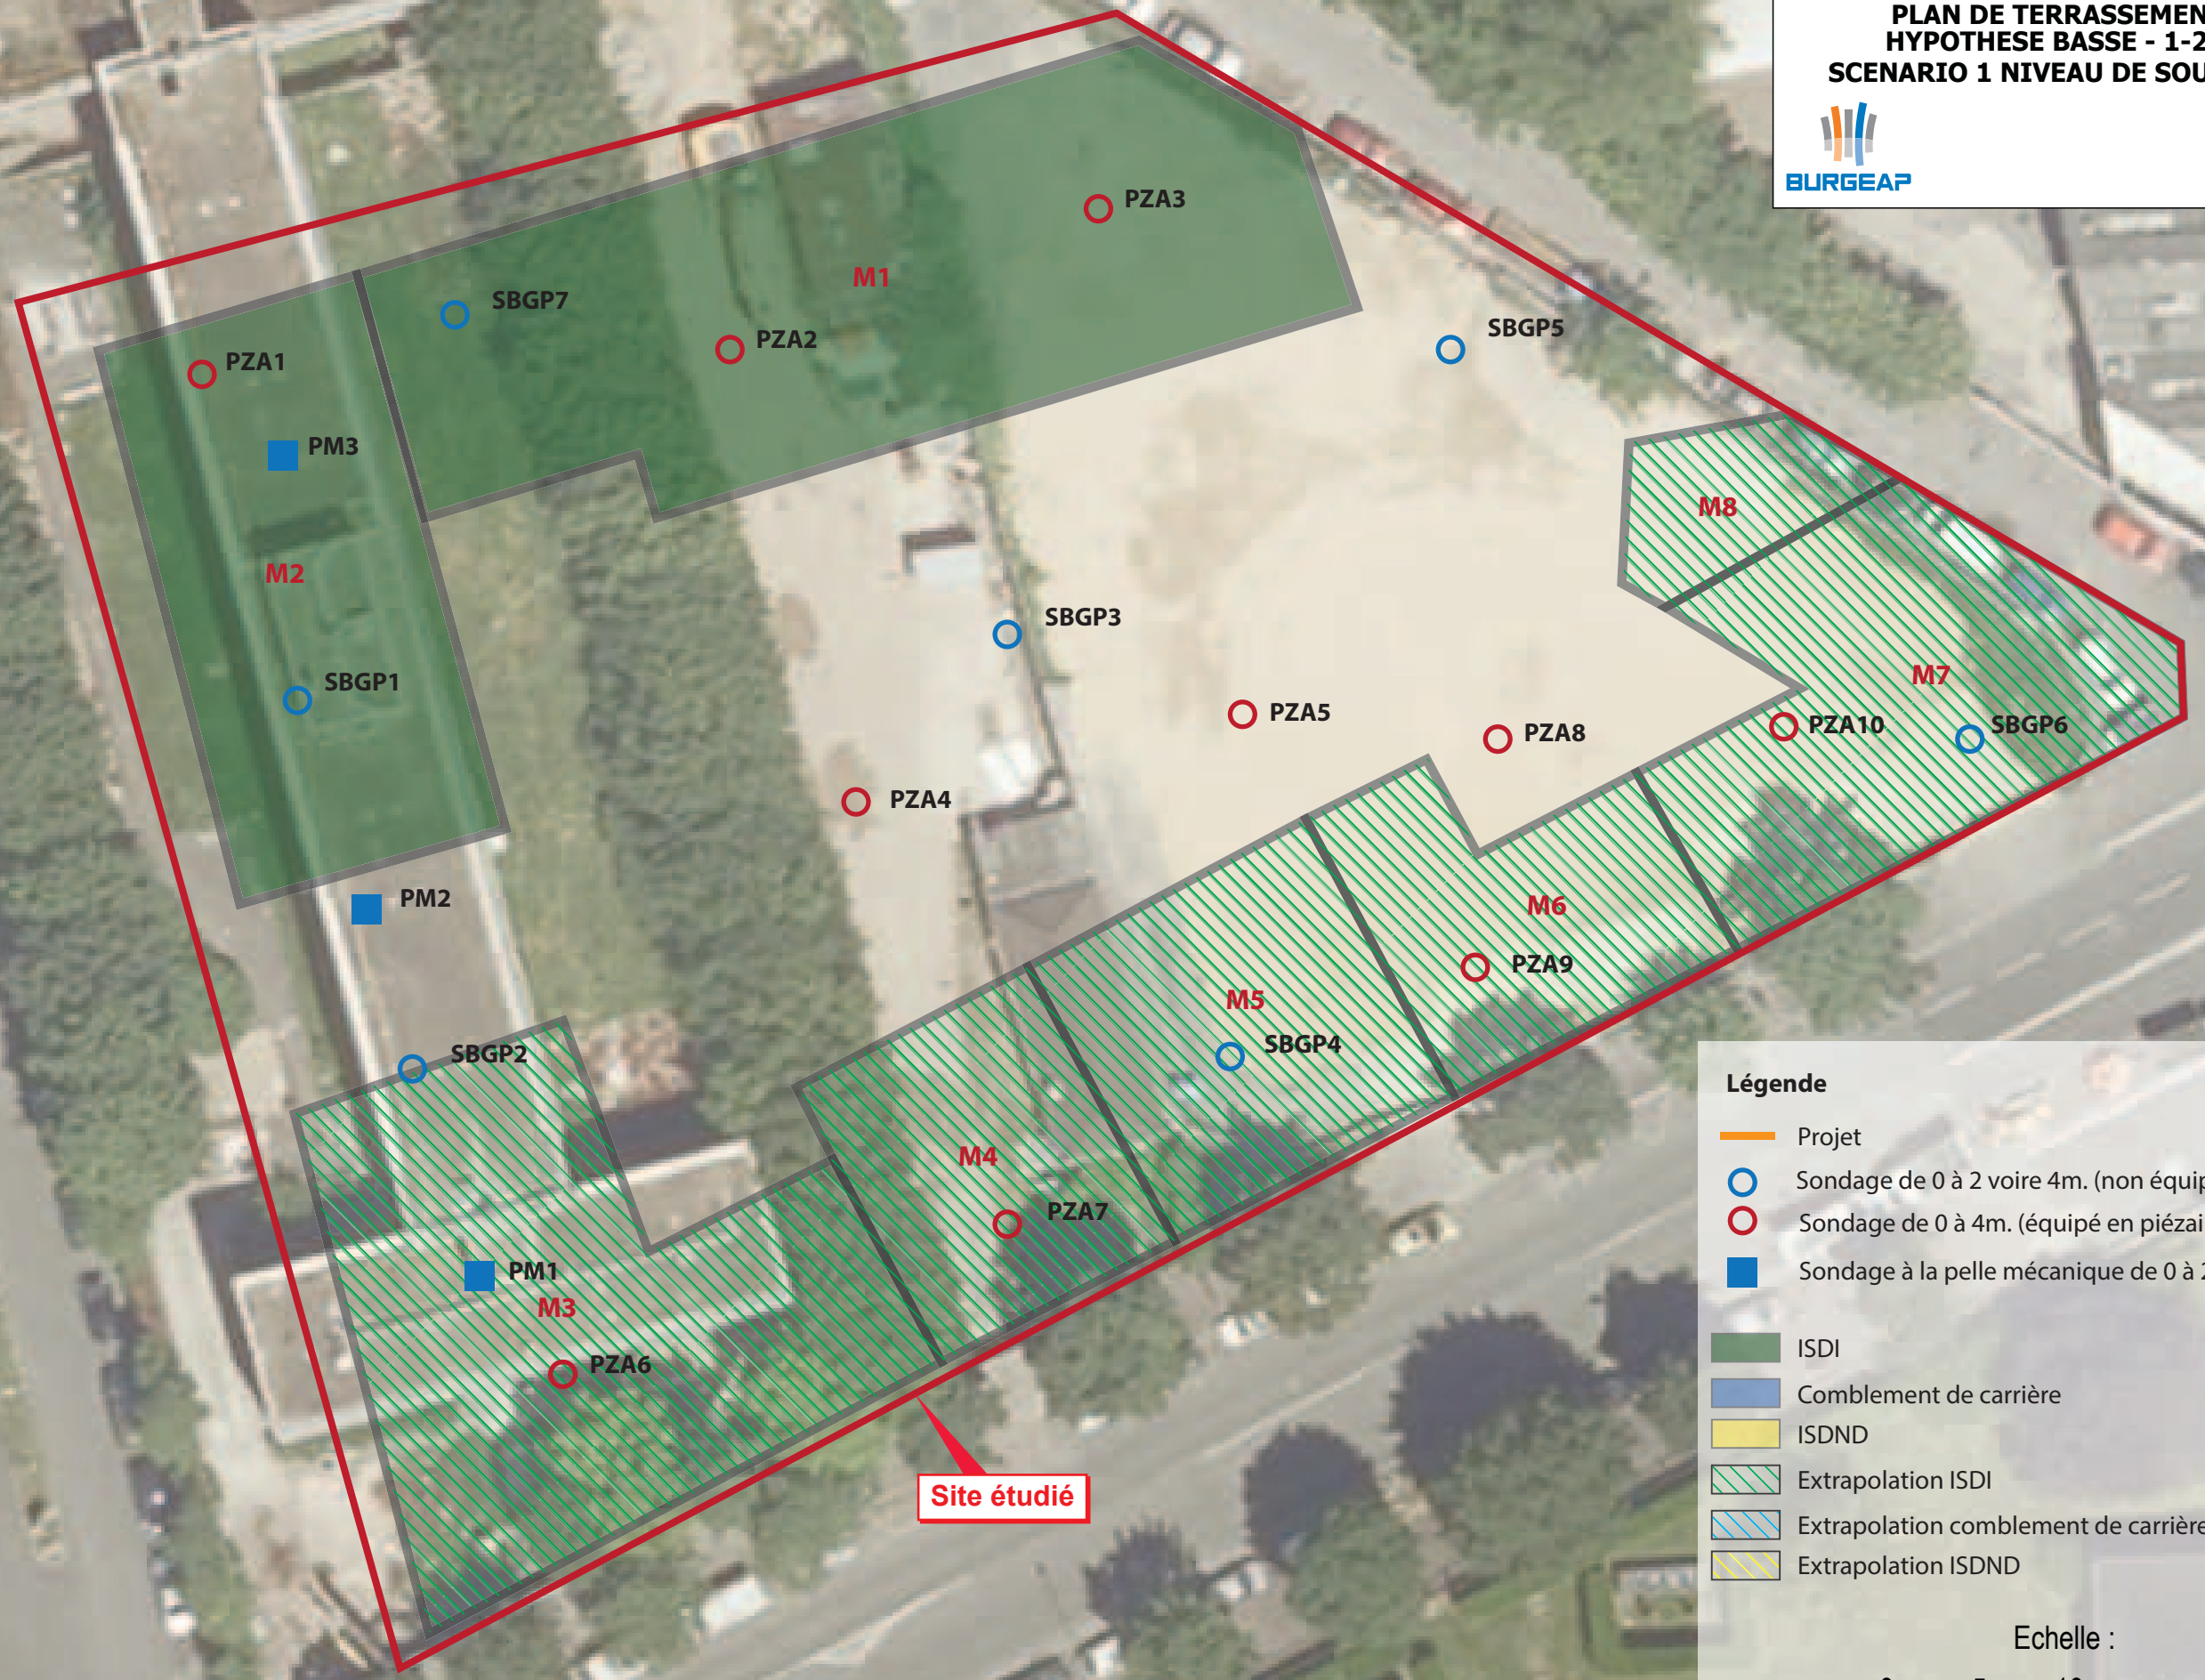 PLAN DE TERRASSEMEN
HYPOTHESE BASSE - 1-2
SCENARIO 1 NIVEAU DE SOU
BURGEAP
PZA3
M1
SBGP7
PZA2
SBGP5
PZA1
PM3
M8
M2
SBGP3
M7
SBGP1
PZA5
PZA8
PZA10
SBGP6
PZA4
PM2
M6
PZA9
M5
SBGP4
SBGP2
M4
PZA7
PM1
M3
PZA6
Site étudié
Légende
Projet
Sondage de 0 à 2 voire 4m. (non équip
Sondage de 0 à 4m. (équipé en piézai
Sondage à la pelle mécanique de 0 à 2
ISDI
Comblement de carrière
ISDND
Extrapolation ISDI
Extrapolation comblement de carrière
Extrapolation ISDND
Echelle :